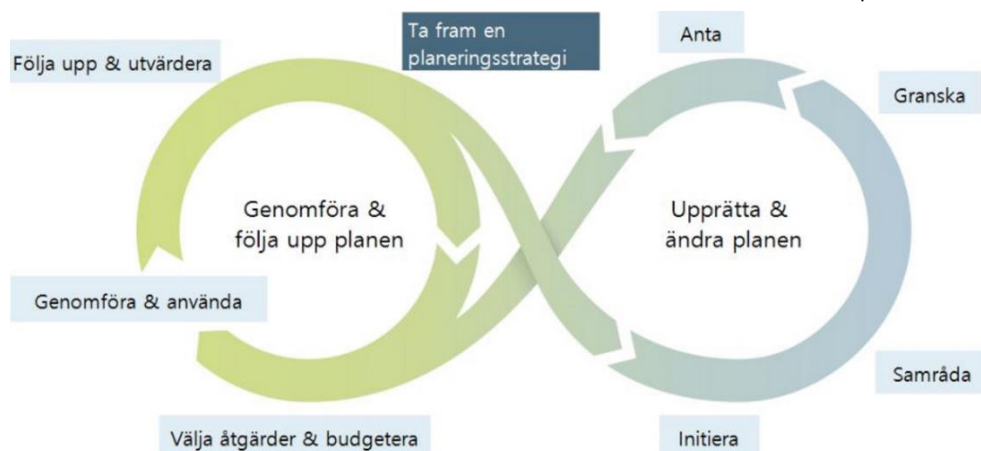 Ta fram en
planeringsstrategi
Anta
Följa upp & utvärdera
Granska
Genomföra &
följa upp planen
Upprätta &
ändra planen
Genomföra & använda
Samråda
Välja åtgärder & budgetera
Initiera